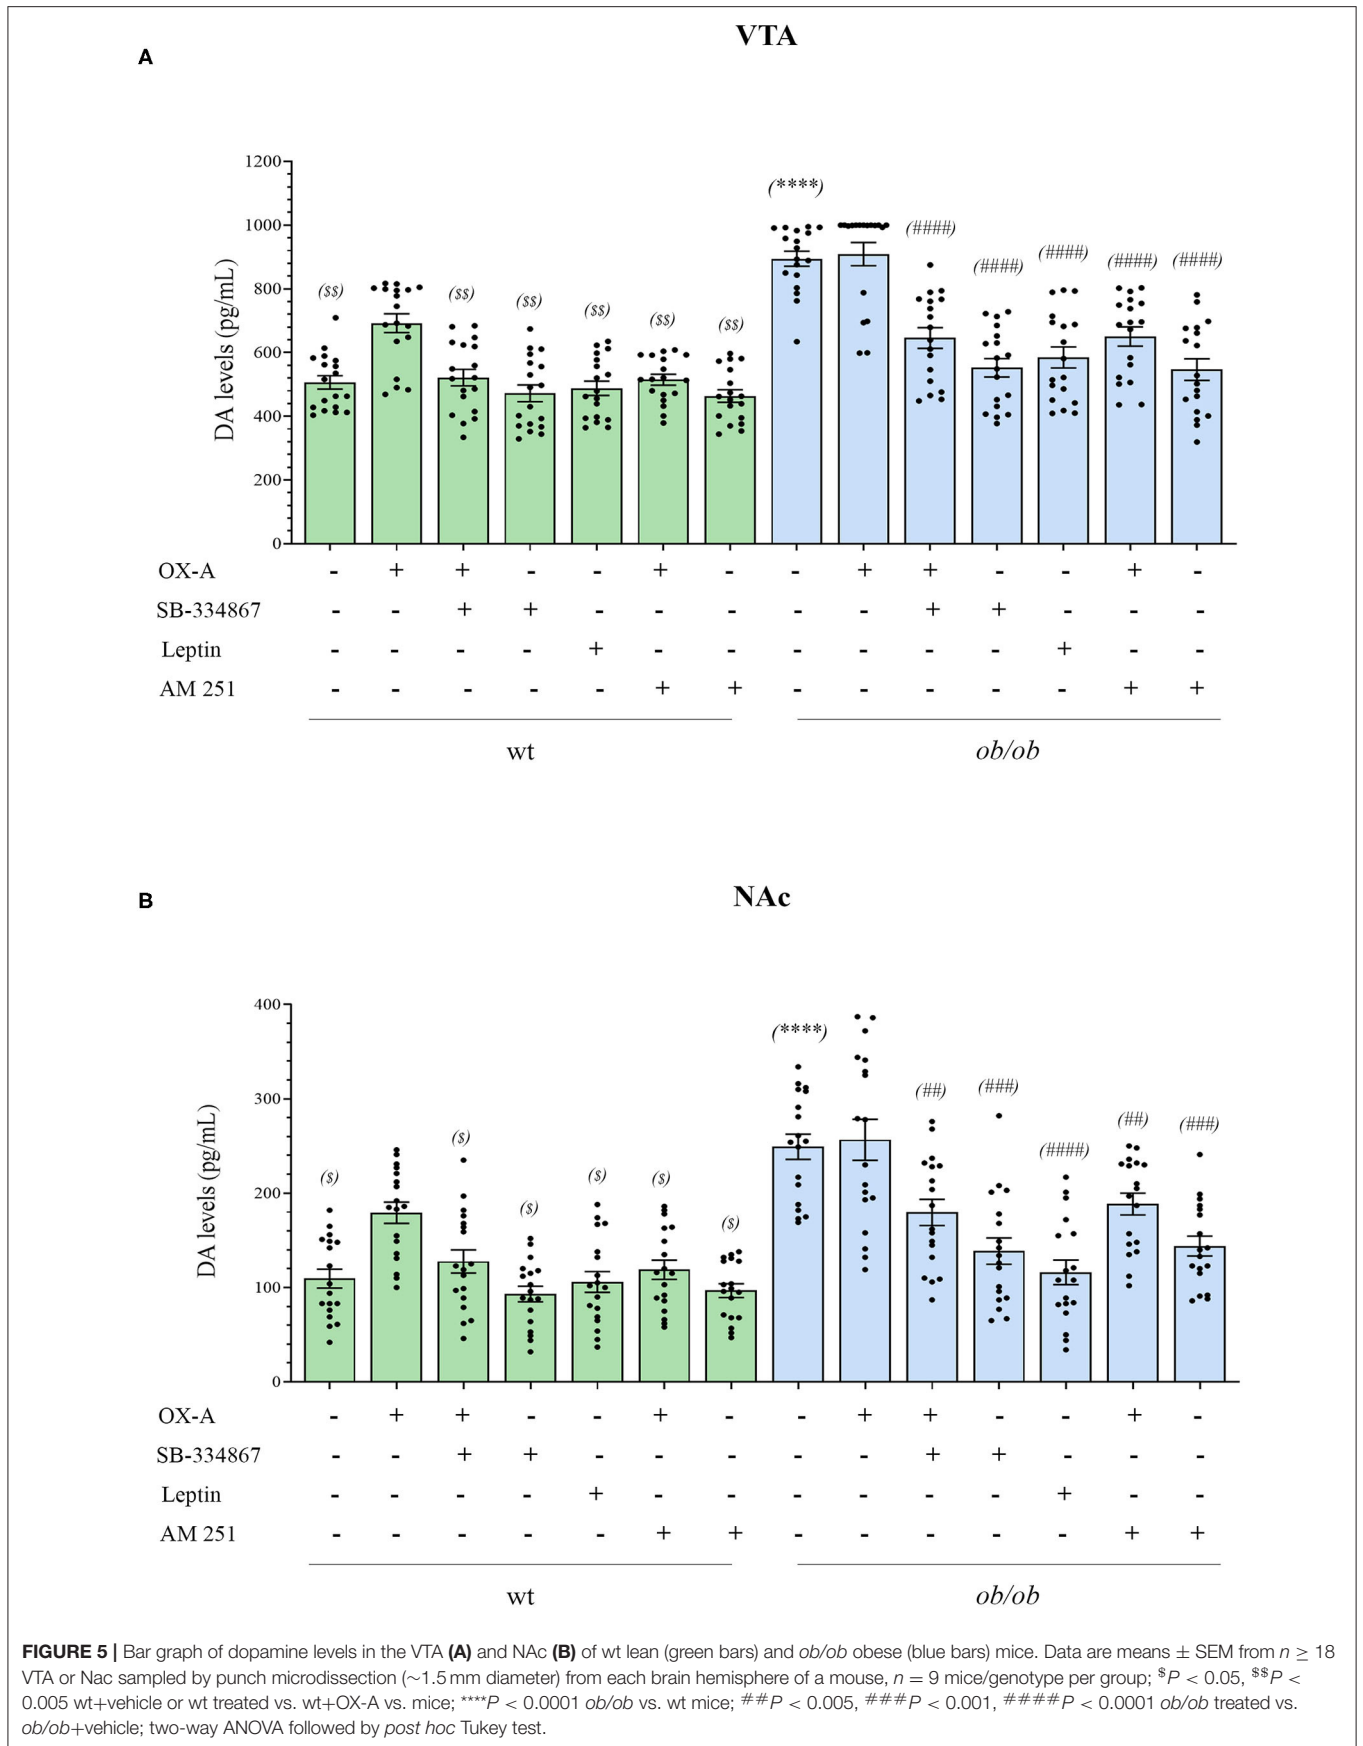 VTA
A
1200
1000
800
600
400
200
0
DA levels (pg/mL)
($$) ($$) ($$) ($$) ($$) ($$) (****) (####) (####) (####) (####) (####)
OX-A - + + - - + - - + + - - + -
SB-334867 - - + + - - - - - + + - - -
Leptin - - - - + - - - - - - + - -
AM 251 - - - - - + + - - - - - + +
wt ob/ob
NAc
B
400
300
200
100
0
DA levels (pg/mL)
($) ($) ($) ($) ($) ($) (****) (##) (###) (####) (##) (###)
OX-A - + + - - + - - + + - - + -
SB-334867 - - + + - - - - - + + - - -
Leptin - - - - + - - - - - - + - -
AM 251 - - - - - + + - - - - - + +
wt ob/ob
FIGURE 5 | Bar graph of dopamine levels in the VTA (A) and NAc (B) of wt lean (green bars) and ob/ob obese (blue bars) mice. Data are means ± SEM from n ≥ 18
VTA or Nac sampled by punch microdissection (~1.5 mm diameter) from each brain hemisphere of a mouse, n = 9 mice/genotype per group; $P < 0.05, $$P <
0.005 wt+vehicle or wt treated vs. wt+OX-A vs. mice; ****P < 0.0001 ob/ob vs. wt mice; ##P < 0.005, ###P < 0.001, ####P < 0.0001 ob/ob treated vs.
ob/ob+vehicle; two-way ANOVA followed by post hoc Tukey test.